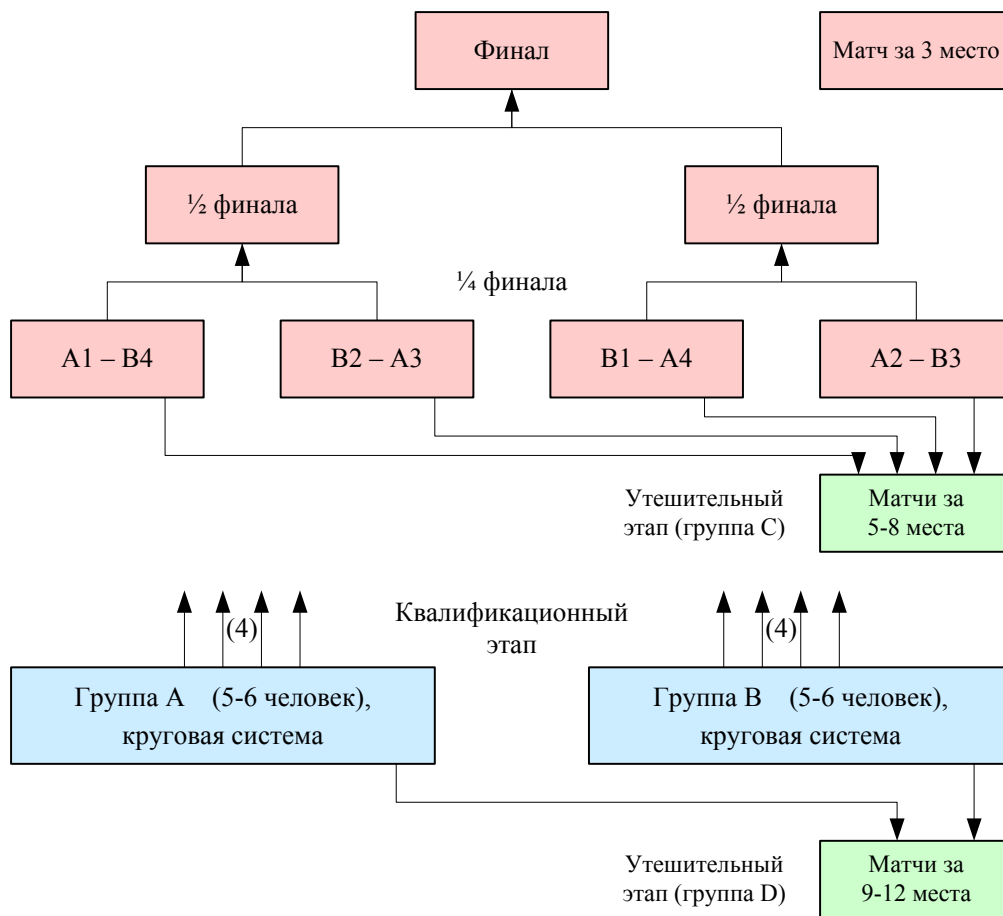 Финал
Матч за 3 место
½ финала
½ финала
¼ финала
A1 – B4
B2 – A3
B1 – A4
A2 – B3
Утешительный
этап (группа C)
Матчи за
5-8 места
Квалификационный
этап
(4)
(4)
Группа A (5-6 человек),
круговая система
Группа B (5-6 человек),
круговая система
Утешительный
этап (группа D)
Матчи за
9-12 места